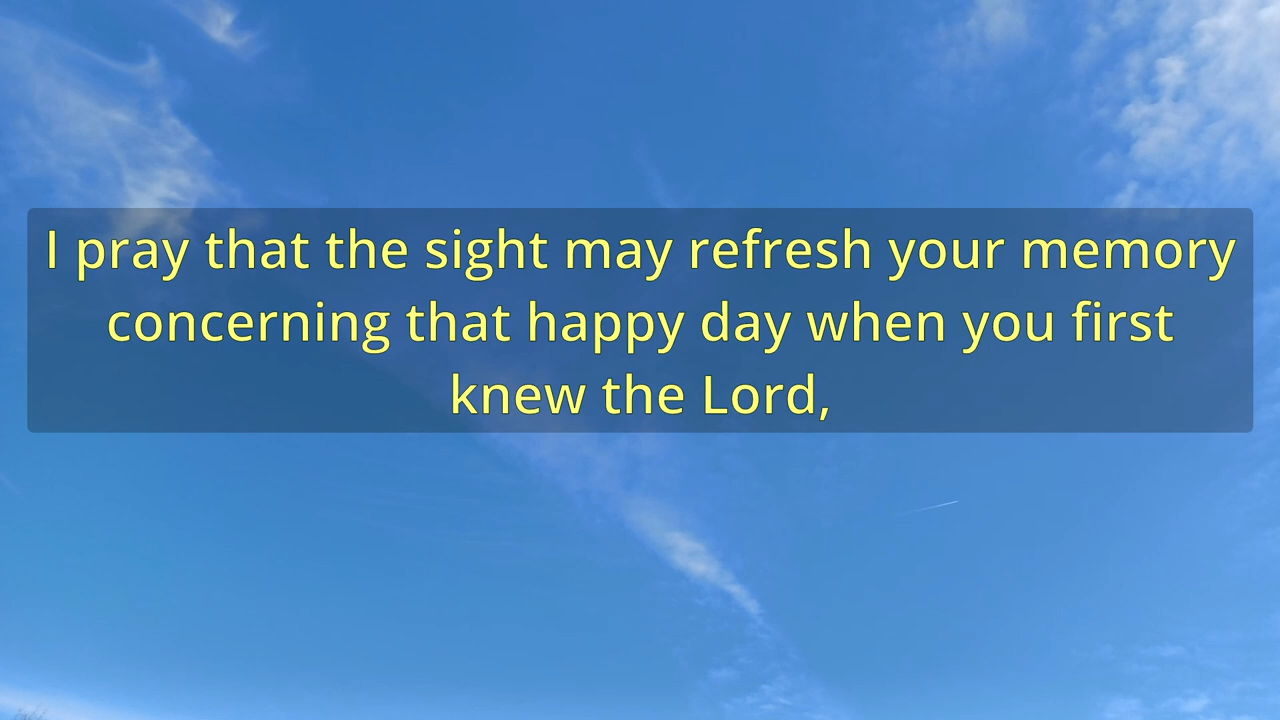 I pray that the sight may refresh your memory
concerning that happy day when you first
knew the Lord,